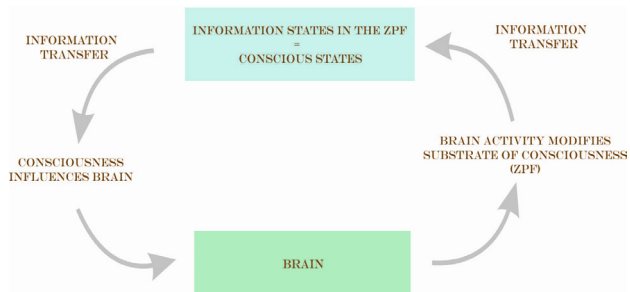 INFORMATION
TRANSFER
INFORMATION STATES IN THE ZPF
=
CONSCIOUS STATES
INFORMATION
TRANSFER
CONSCIOUSNESS
INFLUENCES BRAIN
BRAIN ACTIVITY MODIFIES
SUBSTRATE OF CONSCIOUSNESS
(ZPF)
BRAIN